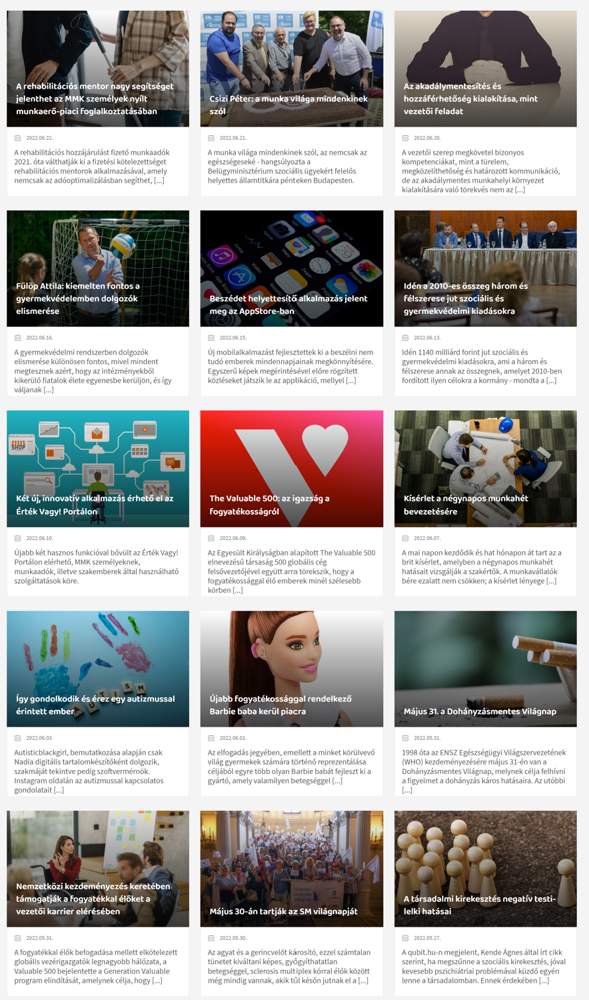 A rehabilitációs mentor nagy segítséget
jelenthet az MMK személyek nyílt
munkaerő-piaci foglalkoztatásában
2022.06.22.
A rehabilitációs hozzájárulást fizető munkaadók
2021. óta válthatják ki a fizetési kötelezettséget
rehabilitációs mentorok alkalmazásával, amely
nemcsak az adóoptimalizálásban segíthet, [...]
Csizi Péter: a munka világa mindenkinek
szól
2022.06.21.
A munka világa mindenkinek szól, az nemcsak az
egészségeseké - hangsúlyozta a
Belügyminisztérium szociális ügyekért felelős
helyettes államtitkára pénteken Budapesten.
Az akadálymentesítés és
hozzáférhetőség kialakítása, mint
vezetői feladat
2022.06.20.
A vezetői szerep megkövetel bizonyos
kompetenciákat, mint a türelem,
megközelíthetőség és határozott kommunikáció,
de az akadálymentes munkahelyi környezet
kialakítására való törekvés nem az [...]
Fülöp Attila: kiemelten fontos a
gyermekvédelemben dolgozók
elismerése
2022.06.16.
A gyermekvédelmi rendszerben dolgozók
elismerése különösen fontos, mivel mindent
megtesznek azért, hogy az intézményekből
kikerülő fiatalok élete egyenesbe kerüljön, és így
váljanak [...]
Beszédet helyettesítő alkalmazás jelent
meg az AppStore-ban
2022.06.15.
Új mobilalkalmazást fejlesztettek ki a beszélni nem
tudó emberek mindennapjainak megkönnyítésére.
Egyszerű képek megérintésével előre rögzített
közléseket játszik le az applikáció, mellyel [...]
Idén a 2010-es összeg három és
félszerese jut szociális és
gyermekvédelmi kiadásokra
2022.06.13.
Idén 1140 milliárd forint jut szociális és
gyermekvédelmi kiadásokra, ami a három és
félszerese annak az összegnek, amelyet 2010-ben
fordított ilyen célokra a kormány - mondta a [...]
SHOP
Két új, innovatív alkalmazás érhető el az
Érték Vagy! Portálon
2022.06.10.
Újabb két hasznos funkcióval bővült az Érték Vagy!
Portálon elérhető, MMK személyeknek,
munkaadók, illetve szakemberek által használható
szolgáltatások köre.
The Valuable 500: az igazság a
fogyatékosságról
2022.06.09.
Az Egyesült Királyságban alapított The Valuable 500
elnevezésű társaság 500 globális cég
felsővezetőjével együtt arra törekszik, hogy a
fogyatékossággal élő emberek minél szélesebb
körben [...]
Kísérlet a négynapos munkahét
bevezetésére
2022.06.07.
A mai napon kezdődik és hat hónapon át tart az a
brit kísérlet, amelyben a négynapos munkahét
hatásait vizsgálják a szakértők. A munkavállalók
bére ezalatt nem csökken; a kísérlet lényege [...]
AUTISM
Így gondolkodik és érez egy autizmussal
érintett ember
2022.06.03.
Autisticblackgirl, bemutatkozása alapján csak
Nadia digitális tartalomkészítőként dolgozik,
szakmáját tekintve pedig szoftvermérnök.
Instagram oldalán az autizmussal kapcsolatos
gondolatait [...]
Újabb fogyatékossággal rendelkező
Barbie baba kerül piacra
2022.06.01.
Az elfogadás jegyében, emellett a minket körülvevő
világ gyermekek számára történő reprezentálása
céljából egyre több olyan Barbie babát fejleszt ki a
gyártó, amely valamilyen betegséggel [...]
Május 31. a Dohányzásmentes Világnap
2022.05.31.
1998 óta az ENSZ Egészségügyi Világszervezetének
(WHO) kezdeményezésére május 31-én van a
Dohányzásmentes Világnap, melynek célja felhívni
a figyelmet a dohányzás káros hatásaira. Az utóbbi
[...]
Nemzetközi kezdeményezés keretében
támogatják a fogyatékkal élőket a
vezetői karrier elérésében
2022.05.31.
A fogyatékkal élők befogadása mellett elkötelezett
globális vezérigazgatók legnagyobb hálózata, a
Valuable 500 bejelentette a Generation Valuable
program elindítását, amelynek célja, hogy [...]
Május 30-án tartják az SM világnapját
2022.05.30.
Az agyat és a gerincvelőt károsító, ezzel számtalan
tünetet kiváltani képes, gyógyíthatatlan
betegséggel, sclerosis multiplex kórral élők között
még mindig vannak, akik túl későn jutnak el a [...]
A társadalmi kirekesztés negatív testi-
lelki hatásai
2022.05.27.
A qubit.hu-n megjelent, Kende Ágnes által írt cikk
szerint, ha megszűnne a szociális kirekesztés, jóval
kevesebb pszichiátriai problémával küzdő egyén
lenne a társadalomban. Ennek érdekében [...]